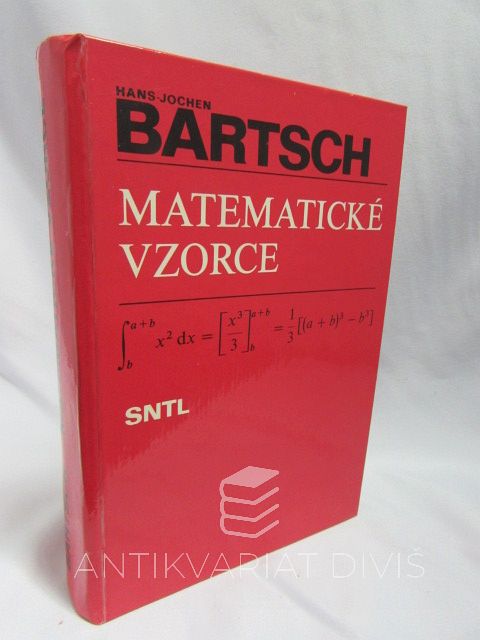 HANS-JOCHEN
BARTSCH
MATEMATICKÉ
VZORCE
∫_b^{a+b} x² dx = [x³/3]_b^{a+b} = 1/3 [(a + b)³ − b³]
SNTL
ANTIKVARIAT DIVIŠ